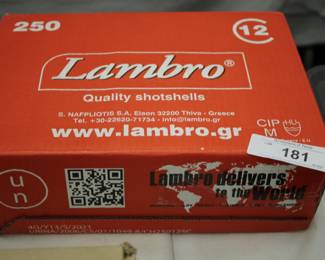 250
12
Lambro®
Quality shotshells
S. NAFPLIOTIS S.A. Elson 32200 Thiva - Greece
Tel. +30-22620-71734 - info@lambro.gr
www.lambro.gr
CIP
M
181
un
Lambro delivers
to the World